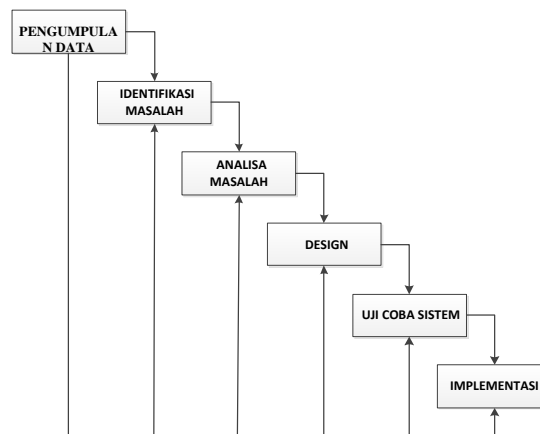 PENGUMPULA
N DATA
IDENTIFIKASI
MASALAH
ANALISA
MASALAH
DESIGN
UJI COBA SISTEM
IMPLEMENTASI